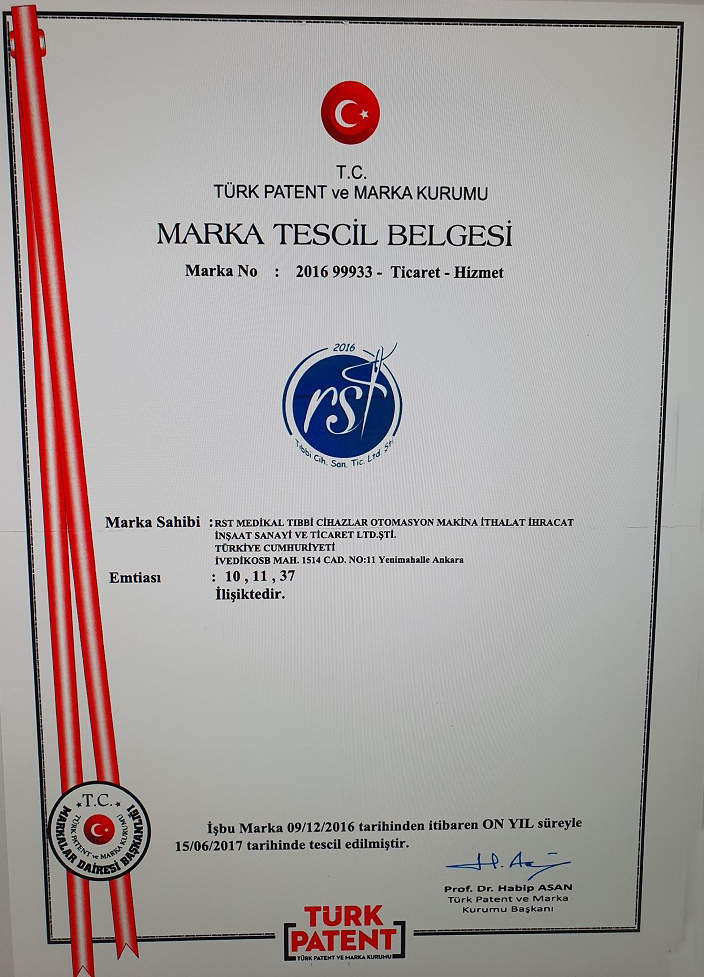 T.C.
TÜRK PATENT ve MARKA KURUMU
MARKA TESCİL BELGESİ
Marka No : 2016 99933 - Ticaret - Hizmet
2016
rst
Tıbbi Cih. San. Tic. Ltd. Şti
Marka Sahibi : RST MEDİKAL TIBBİ CİHAZLAR OTOMASYON MAKİNA İTHALAT İHRACAT
İNŞAAT SANAYİ VE TİCARET LTD.ŞTİ.
TÜRKİYE CUMHURİYETİ
İVEDİKOSB MAH. 1514 CAD. NO:11 Yenimahalle Ankara
Emtiası : 10 , 11 , 37
İlişiktedir.
T.C.
TÜRK PATENT ve MARKA KURUMU
MARKALAR DAİRESİ BAŞKANLIĞI
İşbu Marka 09/12/2016 tarihinden itibaren ON YIL süreyle
15/06/2017 tarihinde tescil edilmiştir.
Prof. Dr. Habip ASAN
Türk Patent ve Marka
Kurumu Başkanı
TURK
PATENT
TÜRK PATENT VE MARKA KURUMU